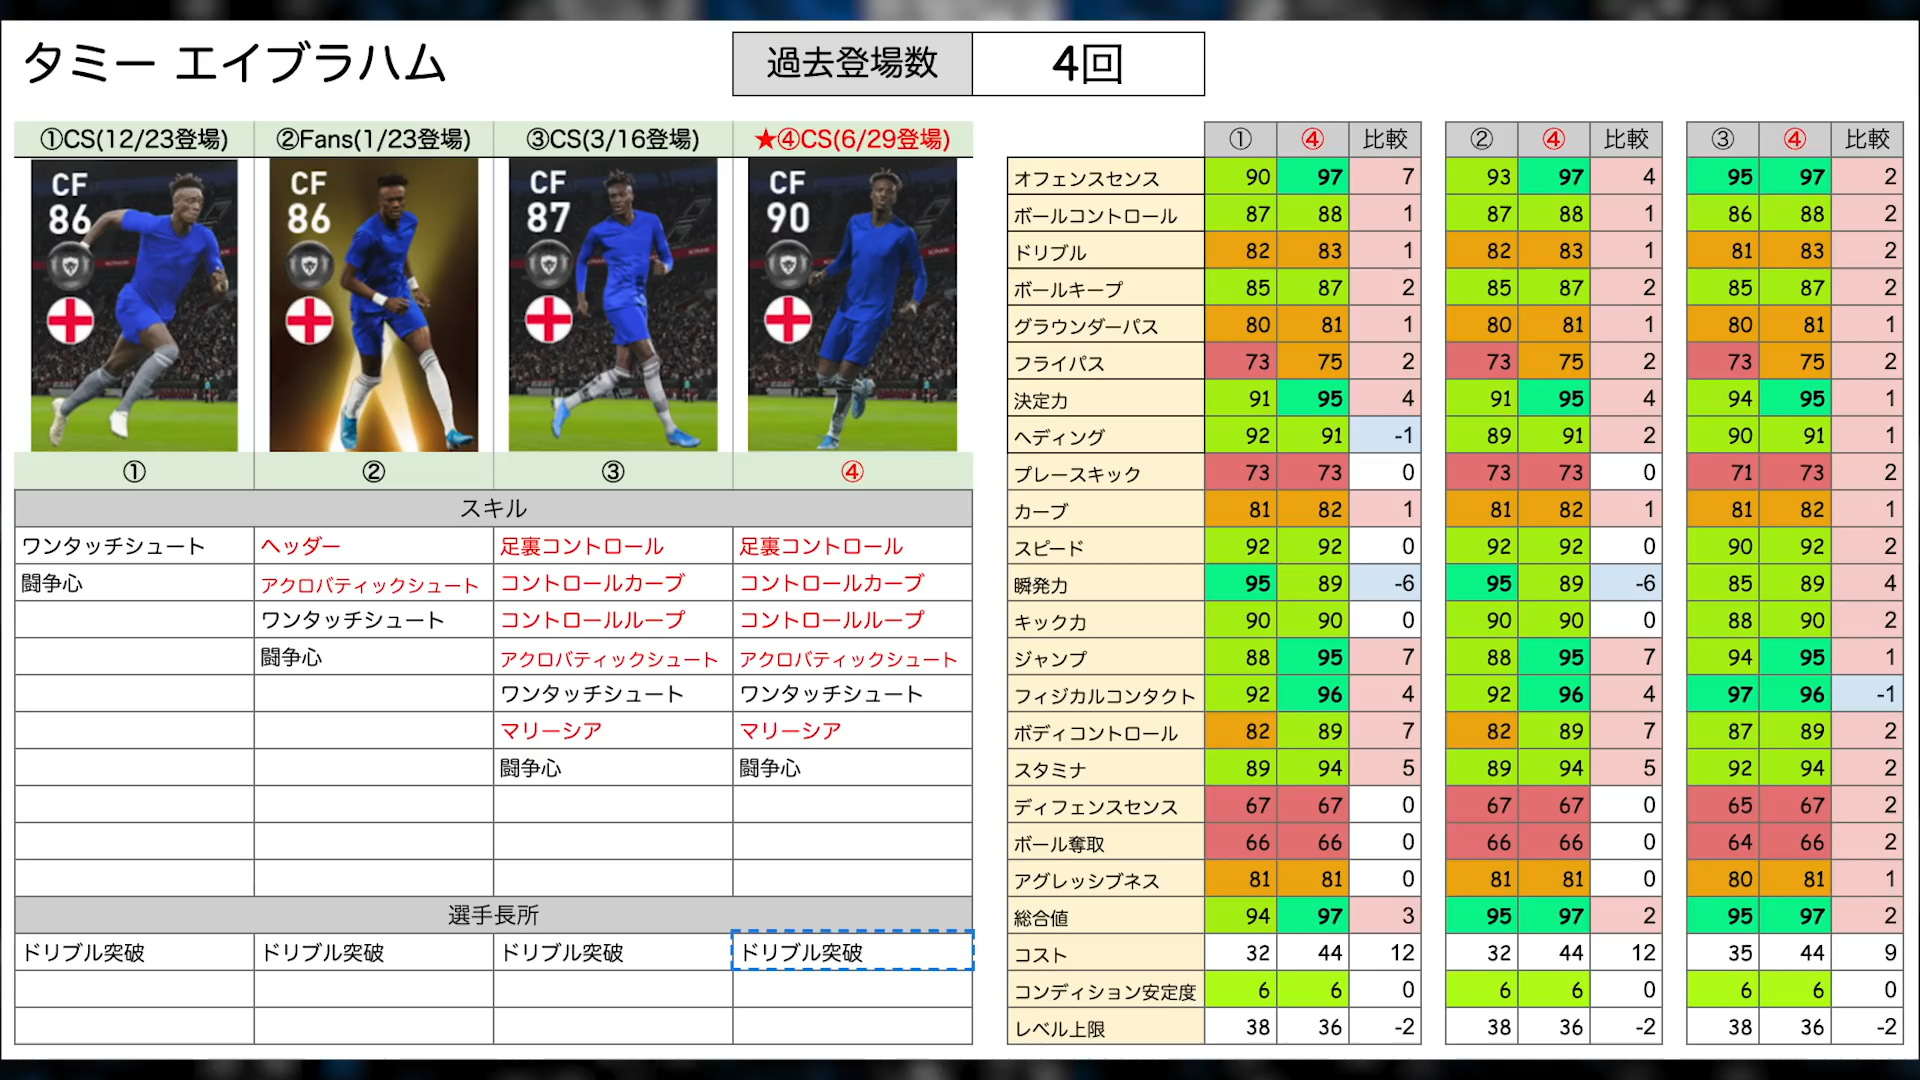 タミー エイブラハム
過去登場数 4回
①CS(12/23登場) ②Fans(1/23登場) ③CS(3/16登場) ★④CS(6/29登場)
CF 86 CF 86 CF 87 CF 90
① ② ③ ④
スキル
ワンタッチシュート ヘッダー 足裏コントロール 足裏コントロール
闘争心 アクロバティックシュート コントロールカーブ コントロールカーブ
ワンタッチシュート コントロールループ コントロールループ
闘争心 アクロバティックシュート アクロバティックシュート
ワンタッチシュート ワンタッチシュート
マリーシア マリーシア
闘争心 闘争心
選手長所
ドリブル突破 ドリブル突破 ドリブル突破 ドリブル突破
① ④ 比較 ② ④ 比較 ③ ④ 比較
オフェンスセンス 90 97 7 93 97 4 95 97 2
ボールコントロール 87 88 1 87 88 1 86 88 2
ドリブル 82 83 1 82 83 1 81 83 2
ボールキープ 85 87 2 85 87 2 85 87 2
グラウンダーパス 80 81 1 80 81 1 80 81 1
フライパス 73 75 2 73 75 2 73 75 2
決定力 91 95 4 91 95 4 94 95 1
ヘディング 92 91 -1 89 91 2 90 91 1
プレースキック 73 73 0 73 73 0 71 73 2
カーブ 81 82 1 81 82 1 81 82 1
スピード 92 92 0 92 92 0 90 92 2
瞬発力 95 89 -6 95 89 -6 85 89 4
キック力 90 90 0 90 90 0 88 90 2
ジャンプ 88 95 7 88 95 7 94 95 1
フィジカルコンタクト 92 96 4 92 96 4 97 96 -1
ボディコントロール 82 89 7 82 89 7 87 89 2
スタミナ 89 94 5 89 94 5 92 94 2
ディフェンスセンス 67 67 0 67 67 0 65 67 2
ボール奪取 66 66 0 66 66 0 64 66 2
アグレッシブネス 81 81 0 81 81 0 80 81 1
総合値 94 97 3 95 97 2 95 97 2
コスト 32 44 12 32 44 12 35 44 9
コンディション安定度 6 6 0 6 6 0 6 6 0
レベル上限 38 36 -2 38 36 -2 38 36 -2